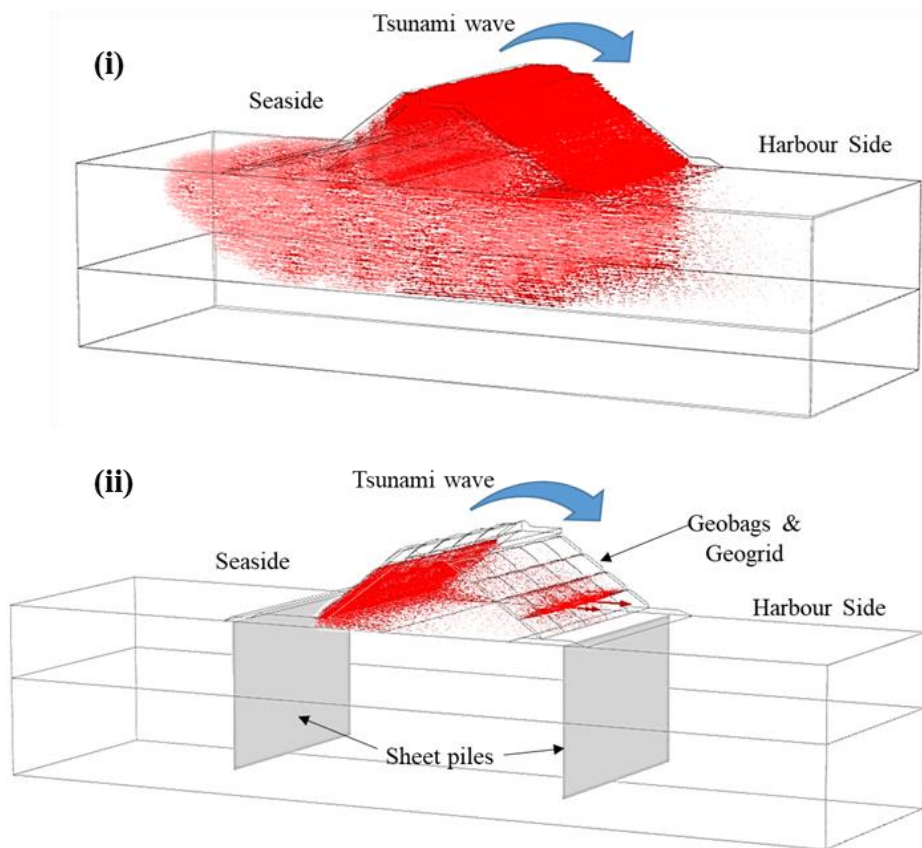 Tsunami wave
(i)
Seaside
Harbour Side
(ii)
Tsunami wave
Geobags &
Geogrid
Seaside
Harbour Side
Sheet piles